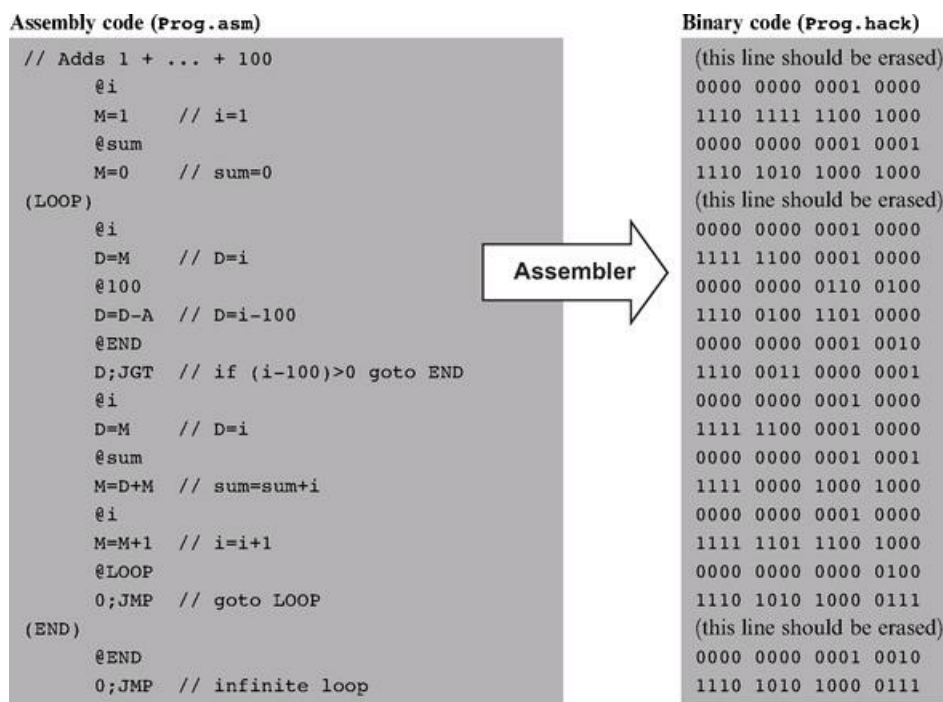 Assembly code (Prog.asm)
// Adds 1 + ... + 100
@i
M=1 // i=1
@sum
M=0 // sum=0
(LOOP)
@i
D=M // D=i
@100
D=D-A // D=i-100
@END
D;JGT // if (i-100)>0 goto END
@i
D=M // D=i
@sum
M=D+M // sum=sum+i
@i
M=M+1 // i=i+1
@LOOP
0;JMP // goto LOOP
(END)
@END
0;JMP // infinite loop
Assembler
Binary code (Prog.hack)
(this line should be erased)
0000 0000 0001 0000
1110 1111 1100 1000
0000 0000 0001 0001
1110 1010 1000 1000
(this line should be erased)
0000 0000 0001 0000
1111 1100 0001 0000
0000 0000 0110 0100
1110 0100 1101 0000
0000 0000 0001 0010
1110 0011 0000 0001
0000 0000 0001 0000
1111 1100 0001 0000
0000 0000 0001 0001
1111 0000 1000 1000
0000 0000 0001 0000
1111 1101 1100 1000
0000 0000 0000 0100
1110 1010 1000 0111
(this line should be erased)
0000 0000 0001 0010
1110 1010 1000 0111